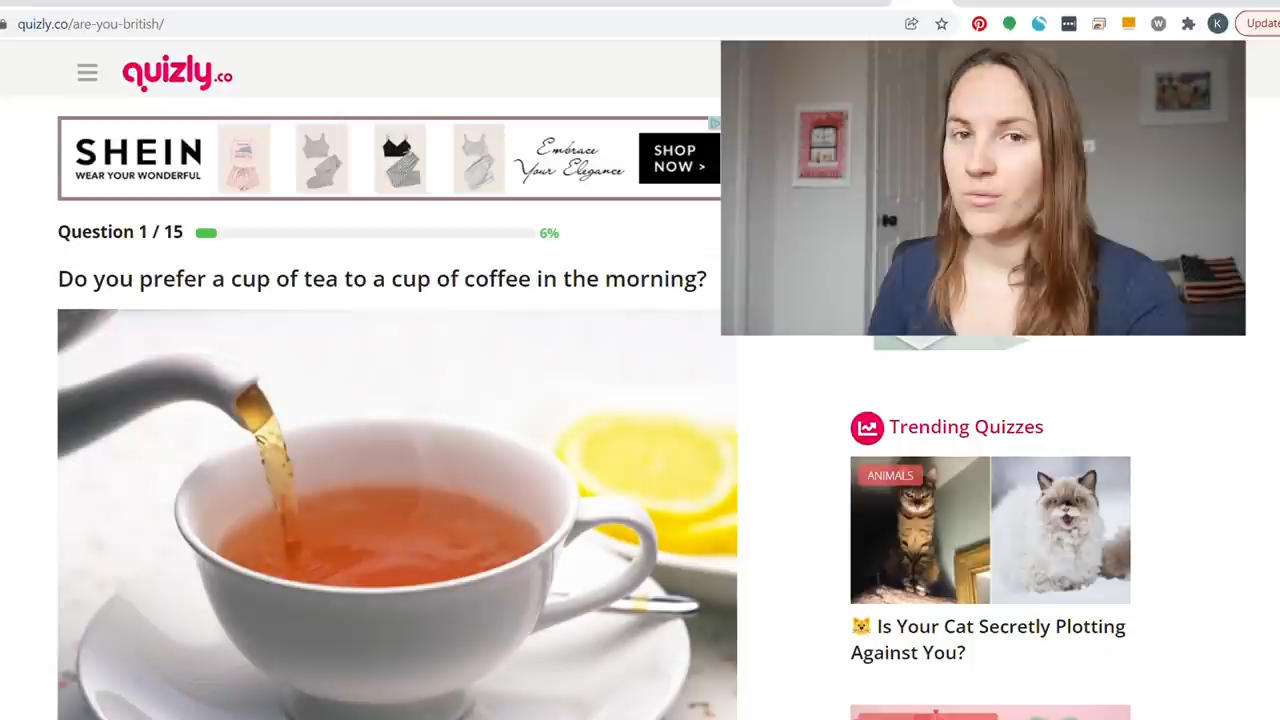 quizly.co/are-you-british/
K
Update
quizly.co
SHEIN
WEAR YOUR WONDERFUL
Embrace
Your Elegance
SHOP
NOW >
Question 1 / 15
6%
Do you prefer a cup of tea to a cup of coffee in the morning?
Trending Quizzes
ANIMALS
😼 Is Your Cat Secretly Plotting
Against You?